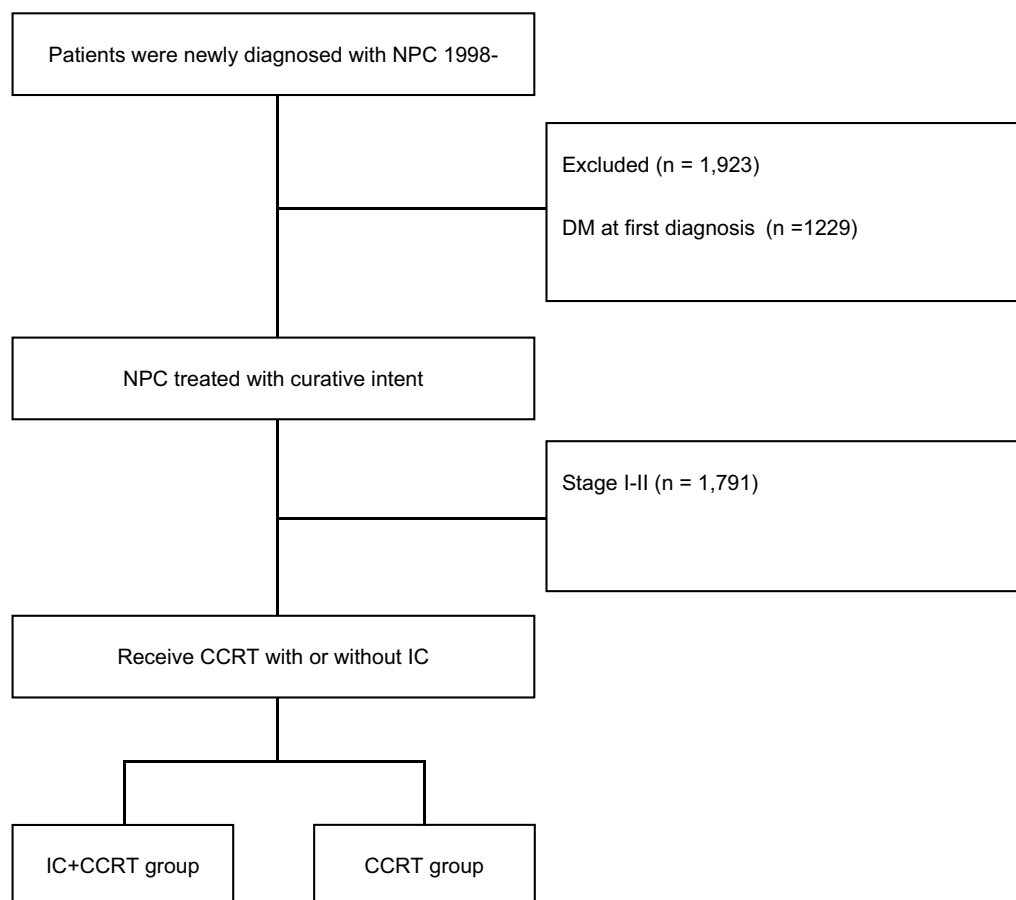 Patients were newly diagnosed with NPC 1998-
Excluded (n = 1,923)
DM at first diagnosis (n =1229)
NPC treated with curative intent
Stage I-II (n = 1,791)
Receive CCRT with or without IC
IC+CCRT group
CCRT group